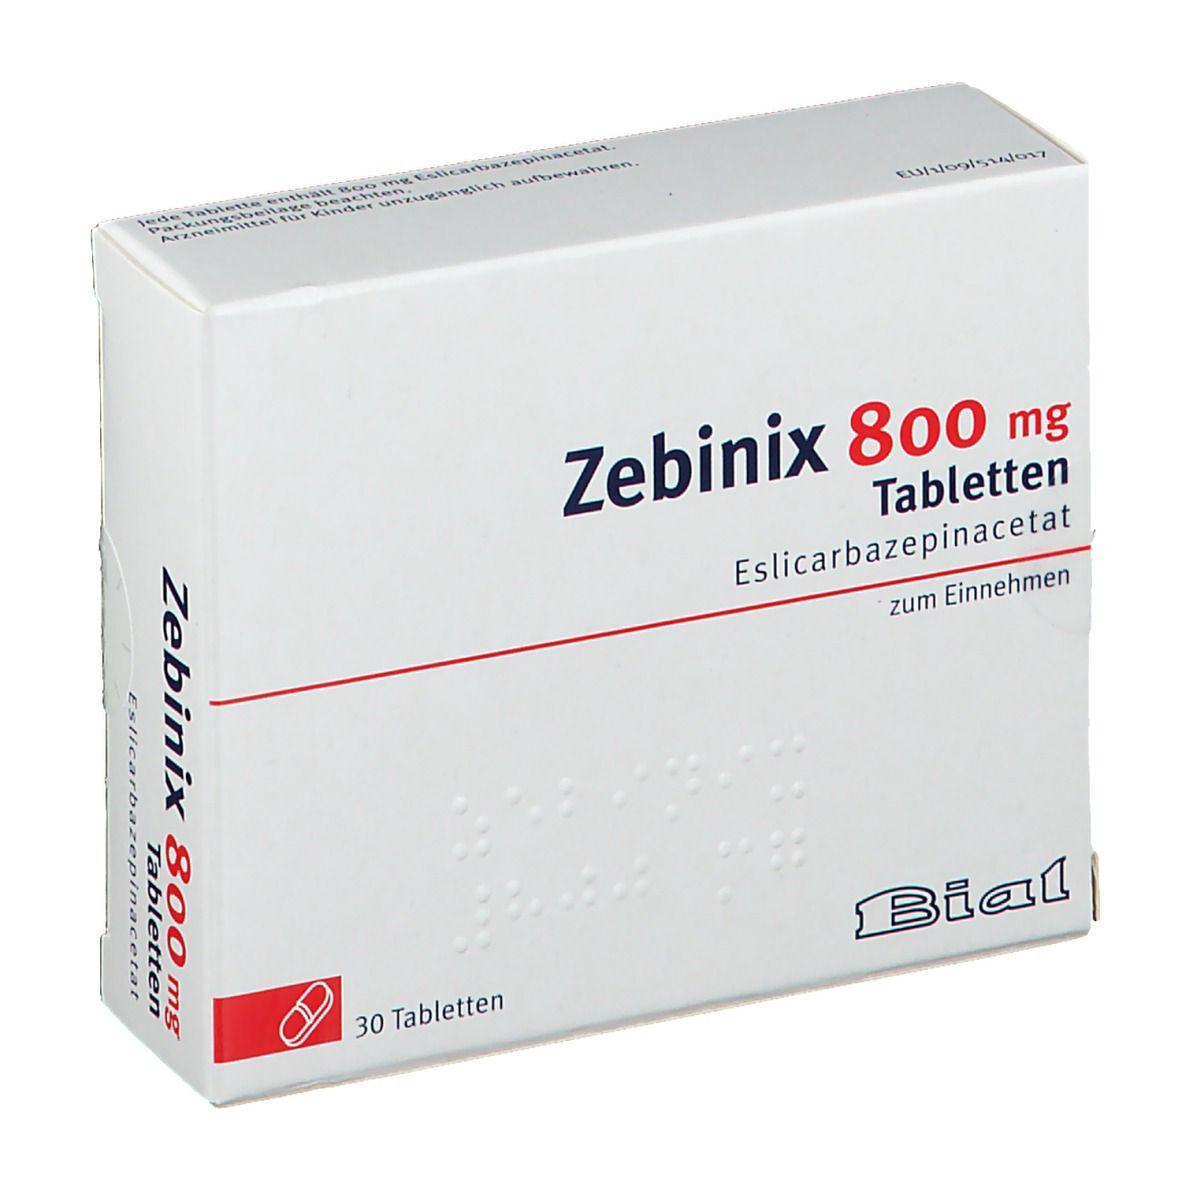 Jede Tablette enthält 800 mg Eslicarbazepinacetat.
Packungsbeilage beachten.
Arzneimittel für Kinder unzugänglich aufbewahren.
EU/1/09/514/017
Zebinix 800 mg
Tabletten
Eslicarbazepinacetat
zum Einnehmen
Bial
30 Tabletten
Zebinix 800 mg
Tabletten
Eslicarbazepinacetat